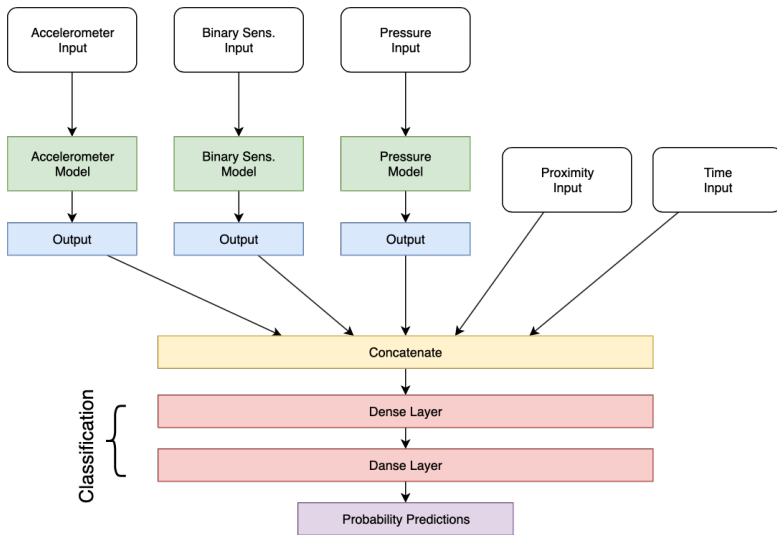 Accelerometer
Input
Binary Sens.
Input
Pressure
Input
Accelerometer
Model
Binary Sens.
Model
Pressure
Model
Proximity
Input
Time
Input
Output
Output
Output
Concatenate
Classification
Dense Layer
Danse Layer
Probability Predictions